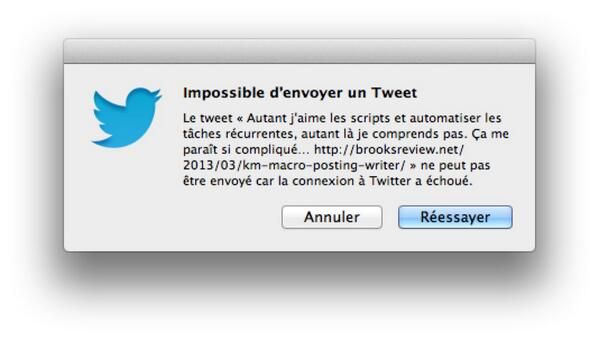 Impossible d'envoyer un Tweet
Le tweet « Autant j'aime les scripts et automatiser les
tâches récurrentes, autant là je comprends pas. Ça me
paraît si compliqué… http://brooksreview.net/
2013/03/km-macro-posting-writer/ » ne peut pas
être envoyé car la connexion à Twitter a échoué.
Annuler
Réessayer